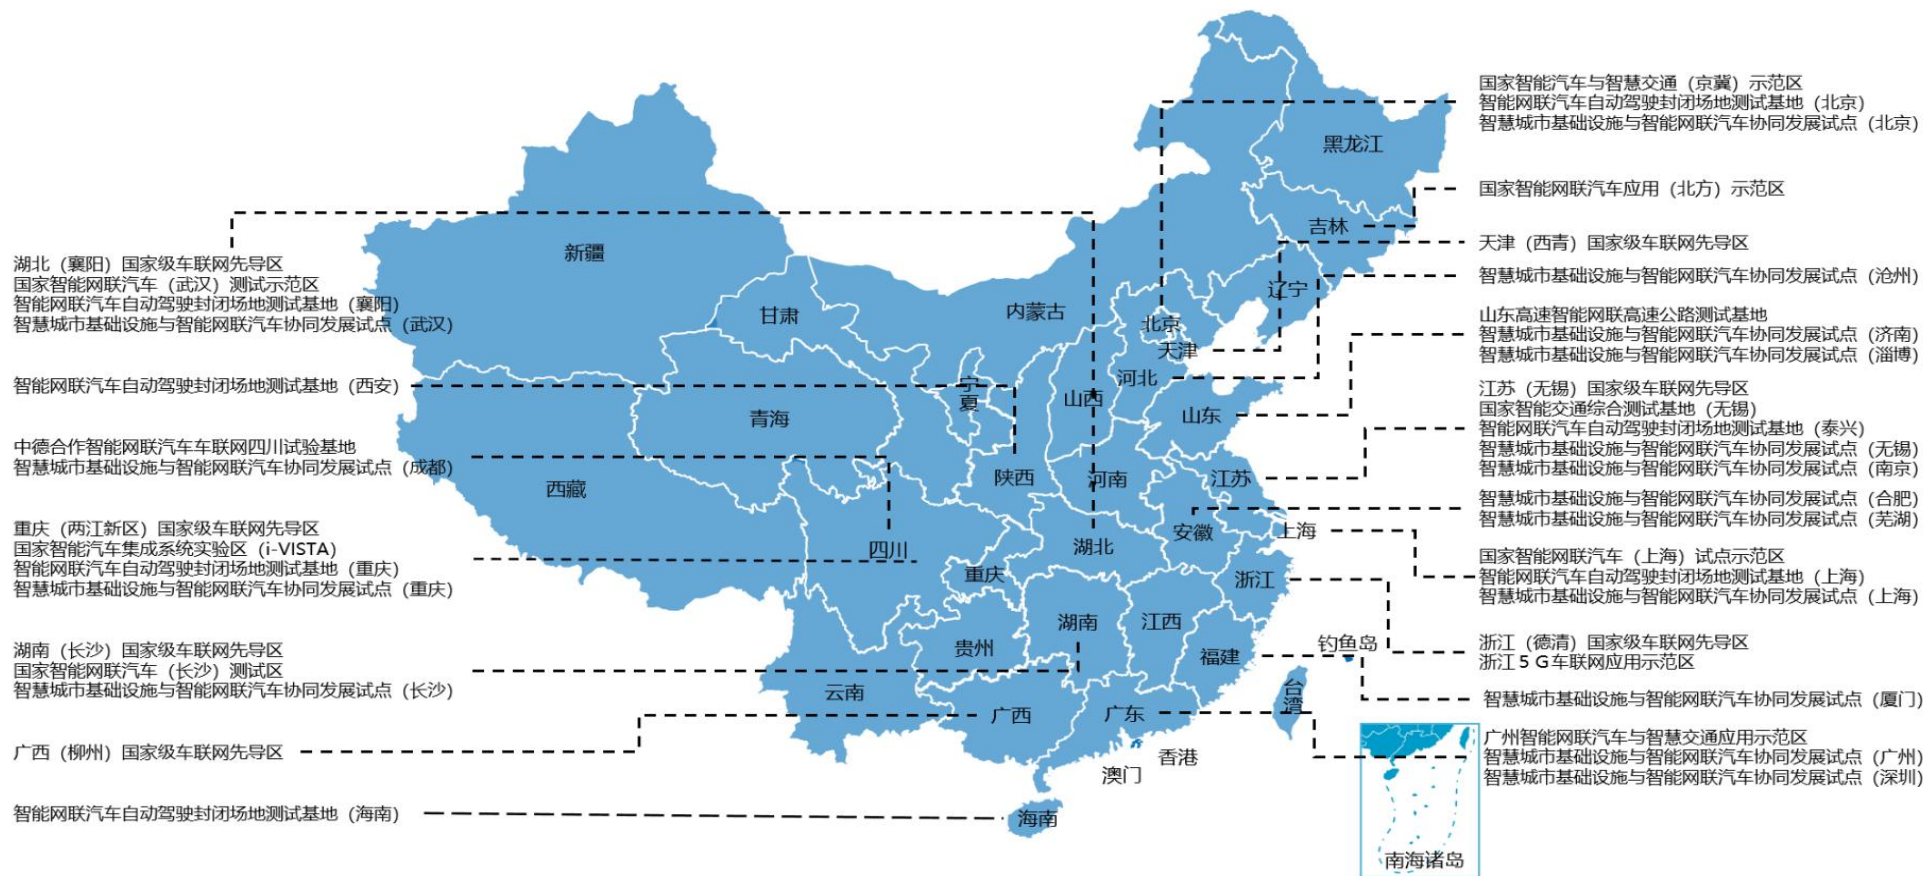 国家智能汽车与智慧交通（京冀）示范区
智能网联汽车自动驾驶封闭场地测试基地（北京）
智慧城市基础设施与智能网联汽车协同发展试点（北京）
国家智能网联汽车应用（北方）示范区
天津（西青）国家级车联网先导区
智慧城市基础设施与智能网联汽车协同发展试点（沧州）
山东高速智能网联高速公路测试基地
智慧城市基础设施与智能网联汽车协同发展试点（济南）
智慧城市基础设施与智能网联汽车协同发展试点（淄博）
江苏（无锡）国家级车联网先导区
国家智能交通综合测试基地（无锡）
智能网联汽车自动驾驶封闭场地测试基地（泰兴）
智慧城市基础设施与智能网联汽车协同发展试点（无锡）
智慧城市基础设施与智能网联汽车协同发展试点（南京）
智慧城市基础设施与智能网联汽车协同发展试点（合肥）
智慧城市基础设施与智能网联汽车协同发展试点（芜湖）
国家智能网联汽车（上海）试点示范区
智能网联汽车自动驾驶封闭场地测试基地（上海）
智慧城市基础设施与智能网联汽车协同发展试点（上海）
浙江（德清）国家级车联网先导区
浙江５Ｇ车联网应用示范区
智慧城市基础设施与智能网联汽车协同发展试点（厦门）
广州智能网联汽车与智慧交通应用示范区
智慧城市基础设施与智能网联汽车协同发展试点（广州）
智慧城市基础设施与智能网联汽车协同发展试点（深圳）
湖北（襄阳）国家级车联网先导区
国家智能网联汽车（武汉）测试示范区
智能网联汽车自动驾驶封闭场地测试基地（襄阳）
智慧城市基础设施与智能网联汽车协同发展试点（武汉）
智能网联汽车自动驾驶封闭场地测试基地（西安）
中德合作智能网联汽车车联网四川试验基地
智慧城市基础设施与智能网联汽车协同发展试点（成都）
重庆（两江新区）国家级车联网先导区
国家智能汽车集成系统实验区（i-VISTA）
智能网联汽车自动驾驶封闭场地测试基地（重庆）
智慧城市基础设施与智能网联汽车协同发展试点（重庆）
湖南（长沙）国家级车联网先导区
国家智能网联汽车（长沙）测试区
智慧城市基础设施与智能网联汽车协同发展试点（长沙）
广西（柳州）国家级车联网先导区
智能网联汽车自动驾驶封闭场地测试基地（海南）
黑龙江
吉林
辽宁
新疆
甘肃
内蒙古
北京
天津
河北
山西
宁夏
青海
山东
陕西
河南
江苏
西藏
安徽
上海
四川
湖北
重庆
浙江
湖南
江西
贵州
福建
钓鱼岛
云南
广西
广东
台湾
香港
澳门
海南
南海诸岛